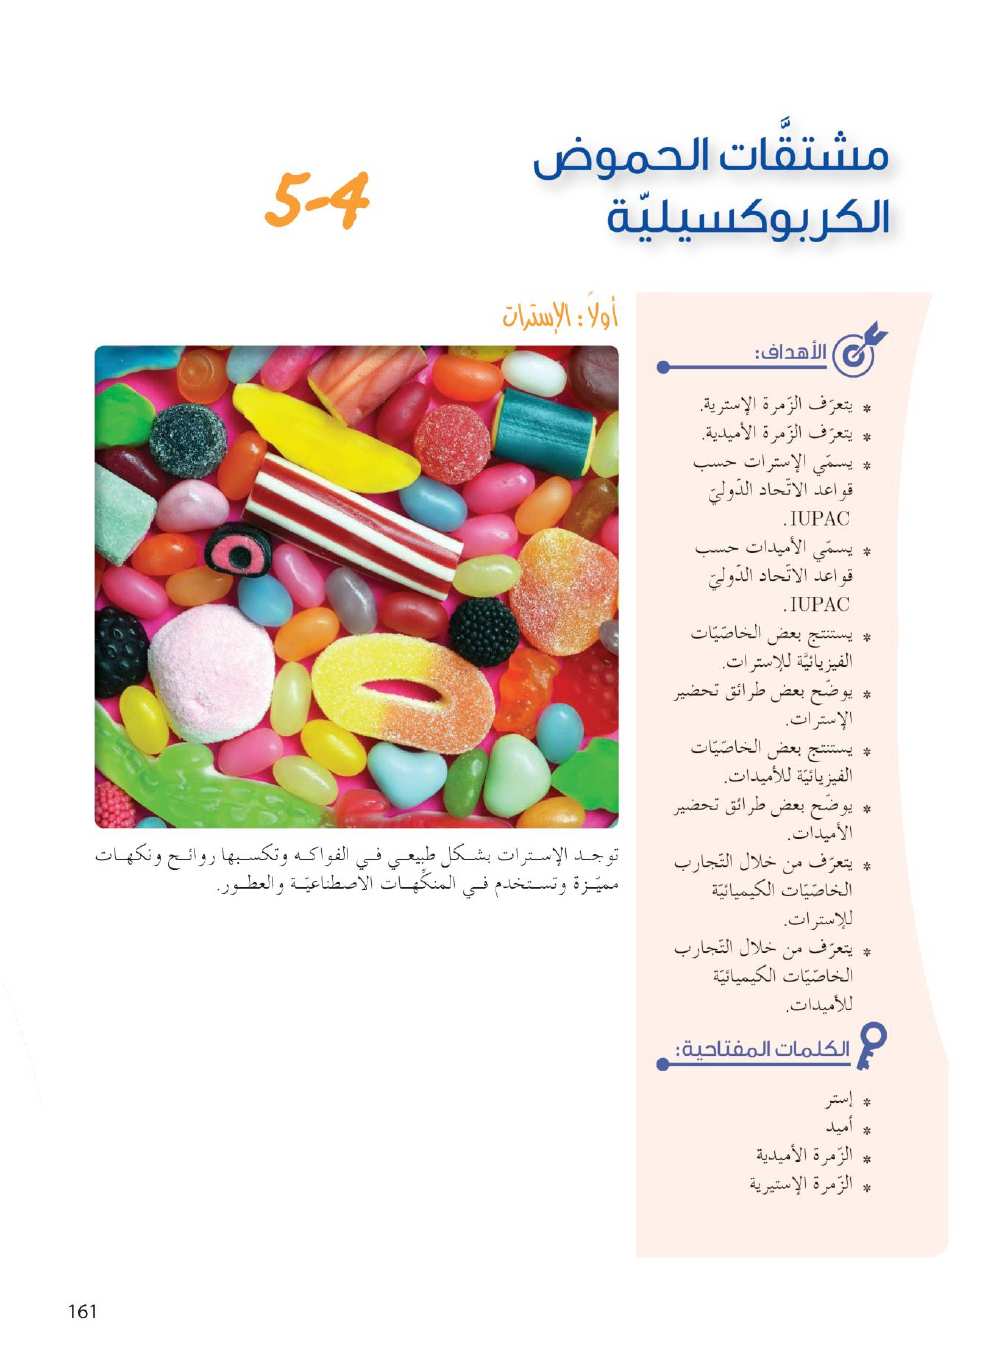 مشتقَّات الحموض
الكربوكسيليّة
5-4
الأهداف:
* يتعرّف الزّمرة الإسترية.
* يتعرّف الزّمرة الأميدية.
* يسمّي الإسترات حسب
قواعد الاتّحاد الدّوليّ
IUPAC.
* يسمّي الأميدات حسب
قواعد الاتّحاد الدّوليّ
IUPAC.
* يستنتج بعض الخاصّيّات
الفيزيائيَّة للإسترات.
* يوضّح بعض طرائق تحضير
الإسترات.
* يستنتج بعض الخاصّيّات
الفيزيائيّة للأميدات.
* يوضّح بعض طرائق تحضير
الأميدات.
* يتعرّف من خلال التّجارب
الخاصّيّات الكيميائيّة
للإسترات.
* يتعرّف من خلال التّجارب
الخاصّيّات الكيميائيّة
للأميدات.
الكلمات المفتاحية:
* إستر
* أميد
* الزّمرة الأميدية
* الزّمرة الإستيرية
أولاً: الإسترات
توجد الإسترات بشكل طبيعي في الفواكه وتكسبها روائح ونكهات
مميّزة وتستخدم في المنكّهات الاصطناعيّة والعطور.
161